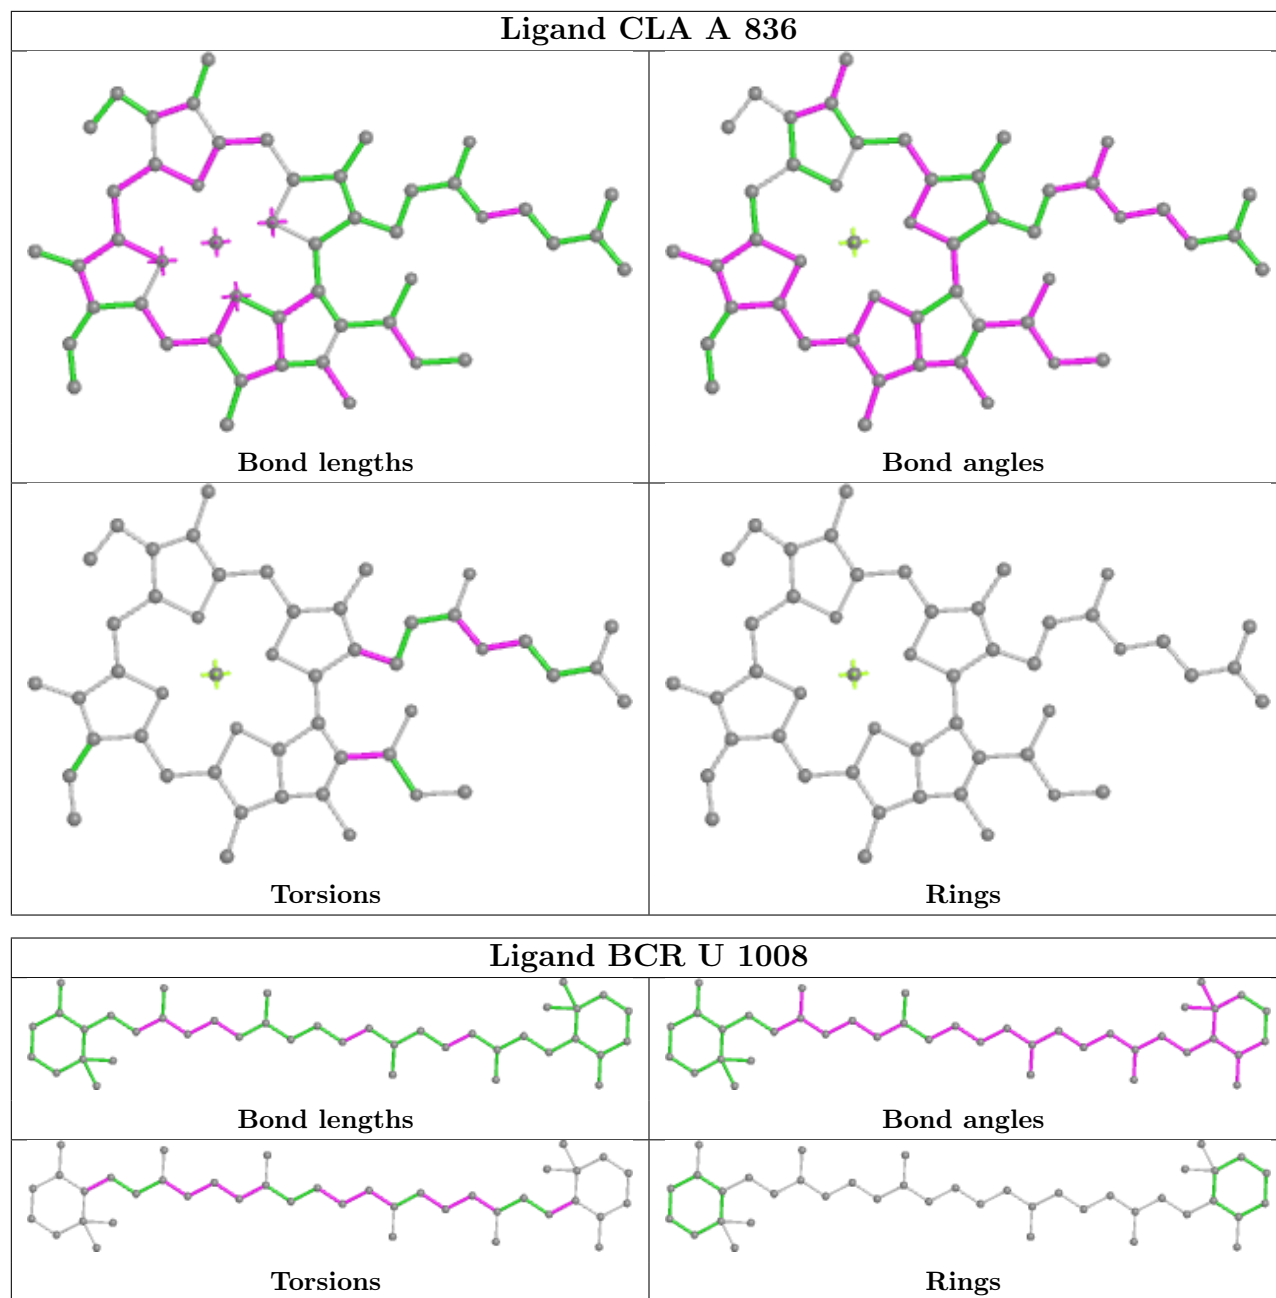 Ligand CLA A 836
Bond lengths
Bond angles
Torsions
Rings
Ligand BCR U 1008
Bond lengths
Bond angles
Torsions
Rings